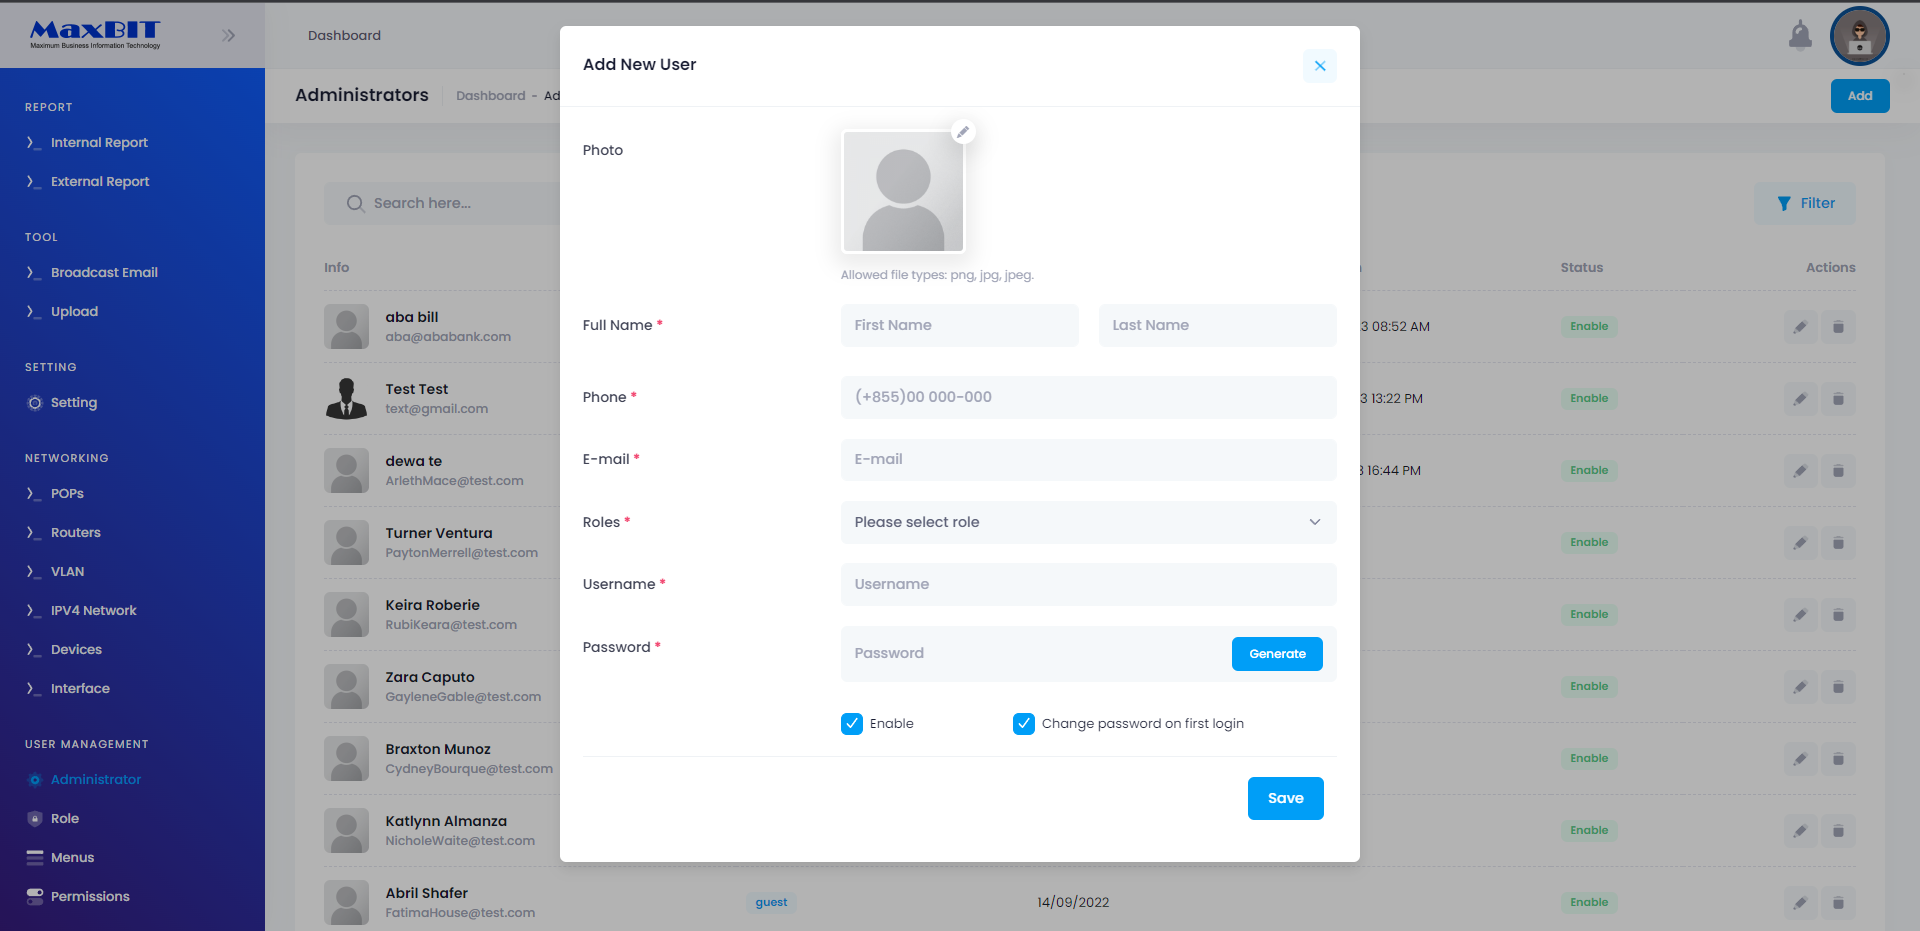 MaxBIT
Maximum Business Information Technology
Dashboard
REPORT
Internal Report
External Report
TOOL
Broadcast Email
Upload
SETTING
Setting
NETWORKING
POPs
Routers
VLAN
IPV4 Network
Devices
Interface
USER MANAGEMENT
Administrator
Role
Menus
Permissions
Administrators
Dashboard - Ad
Add
Search here...
Filter
Info
Status
Actions
aba bill
aba@ababank.com
3 08:52 AM
Enable
Test Test
text@gmail.com
3 13:22 PM
Enable
dewa te
ArlethMace@test.com
3 16:44 PM
Enable
Turner Ventura
PaytonMerrell@test.com
Enable
Keira Roberie
RubiKeara@test.com
Enable
Zara Caputo
GayleneGable@test.com
Enable
Braxton Munoz
CydneyBourque@test.com
Enable
Katlynn Almanza
NicholeWaite@test.com
Enable
Abril Shafer
FatimaHouse@test.com
guest
14/09/2022
Enable
Add New User
Photo
Allowed file types: png, jpg, jpeg.
Full Name *
First Name
Last Name
Phone *
(+855)00 000-000
E-mail *
E-mail
Roles *
Please select role
Username *
Username
Password *
Password
Generate
Enable
Change password on first login
Save